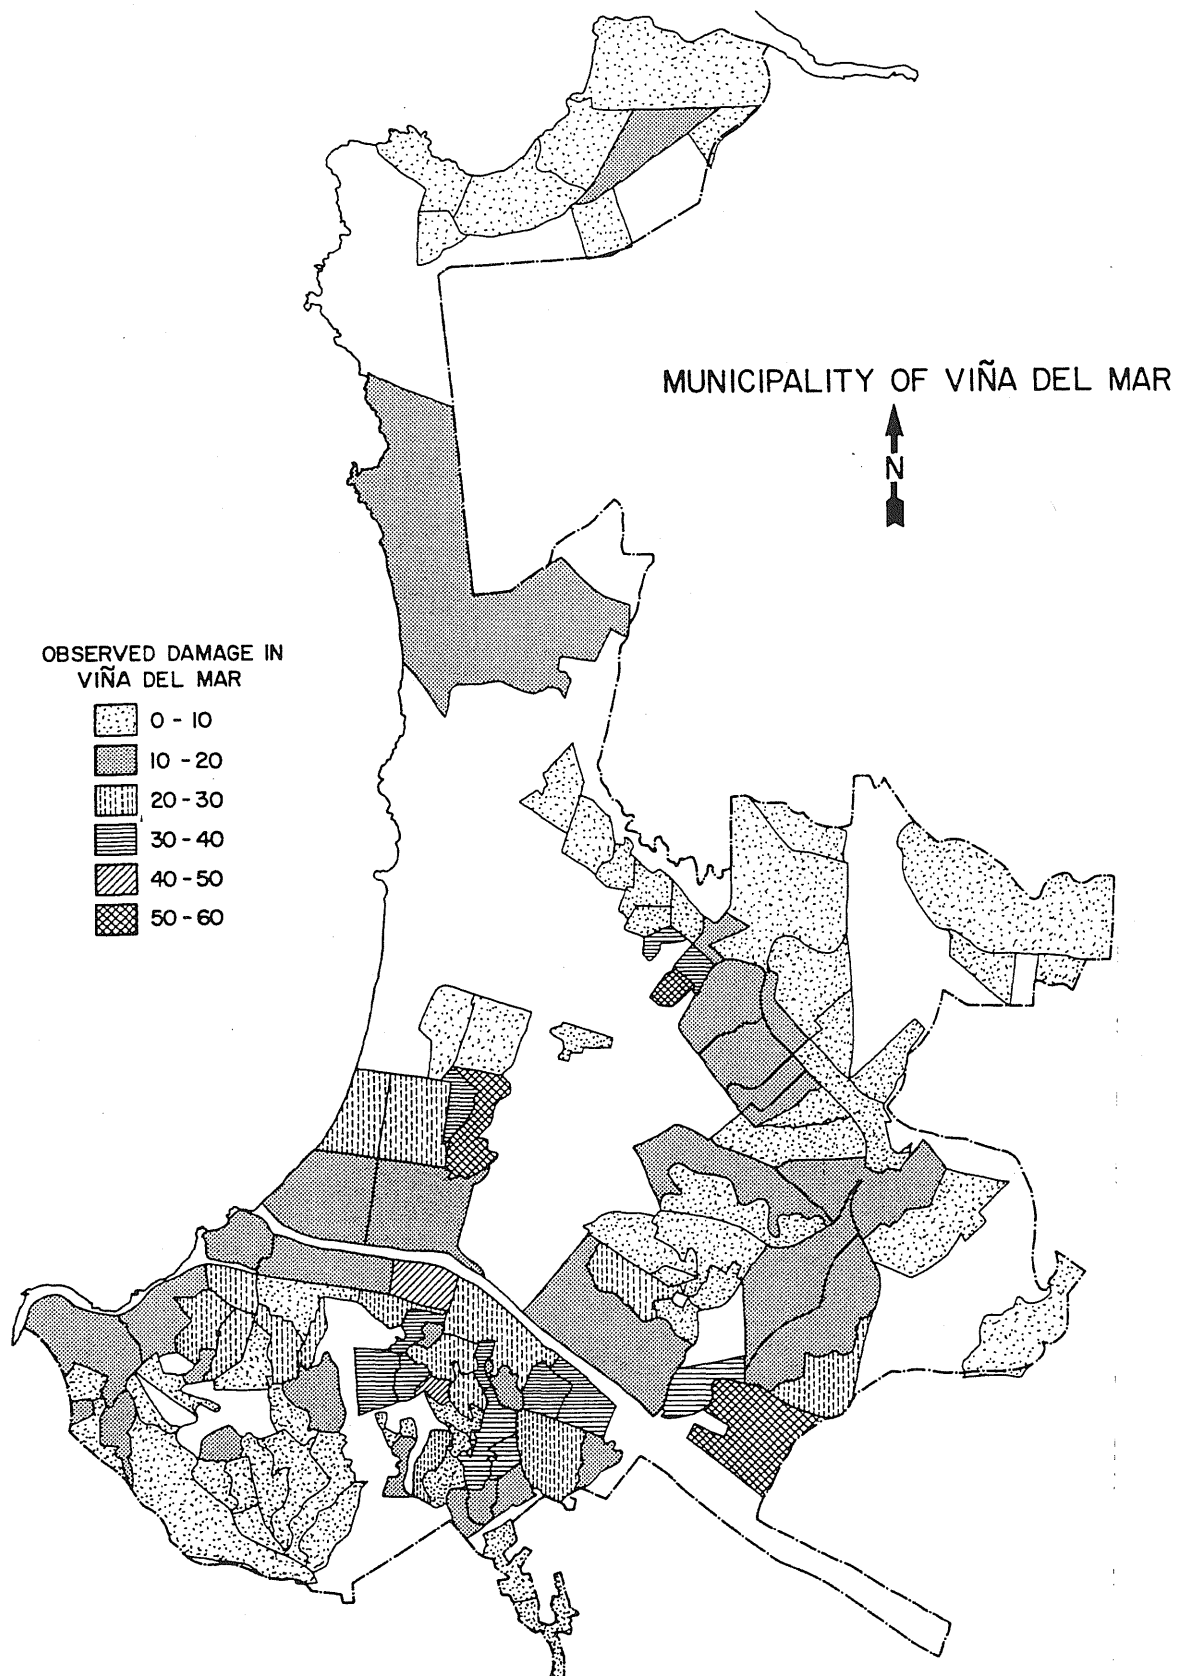 MUNICIPALITY OF VIÑA DEL MAR
N
OBSERVED DAMAGE IN
VIÑA DEL MAR
0 - 10
10 - 20
20 - 30
30 - 40
40 - 50
50 - 60